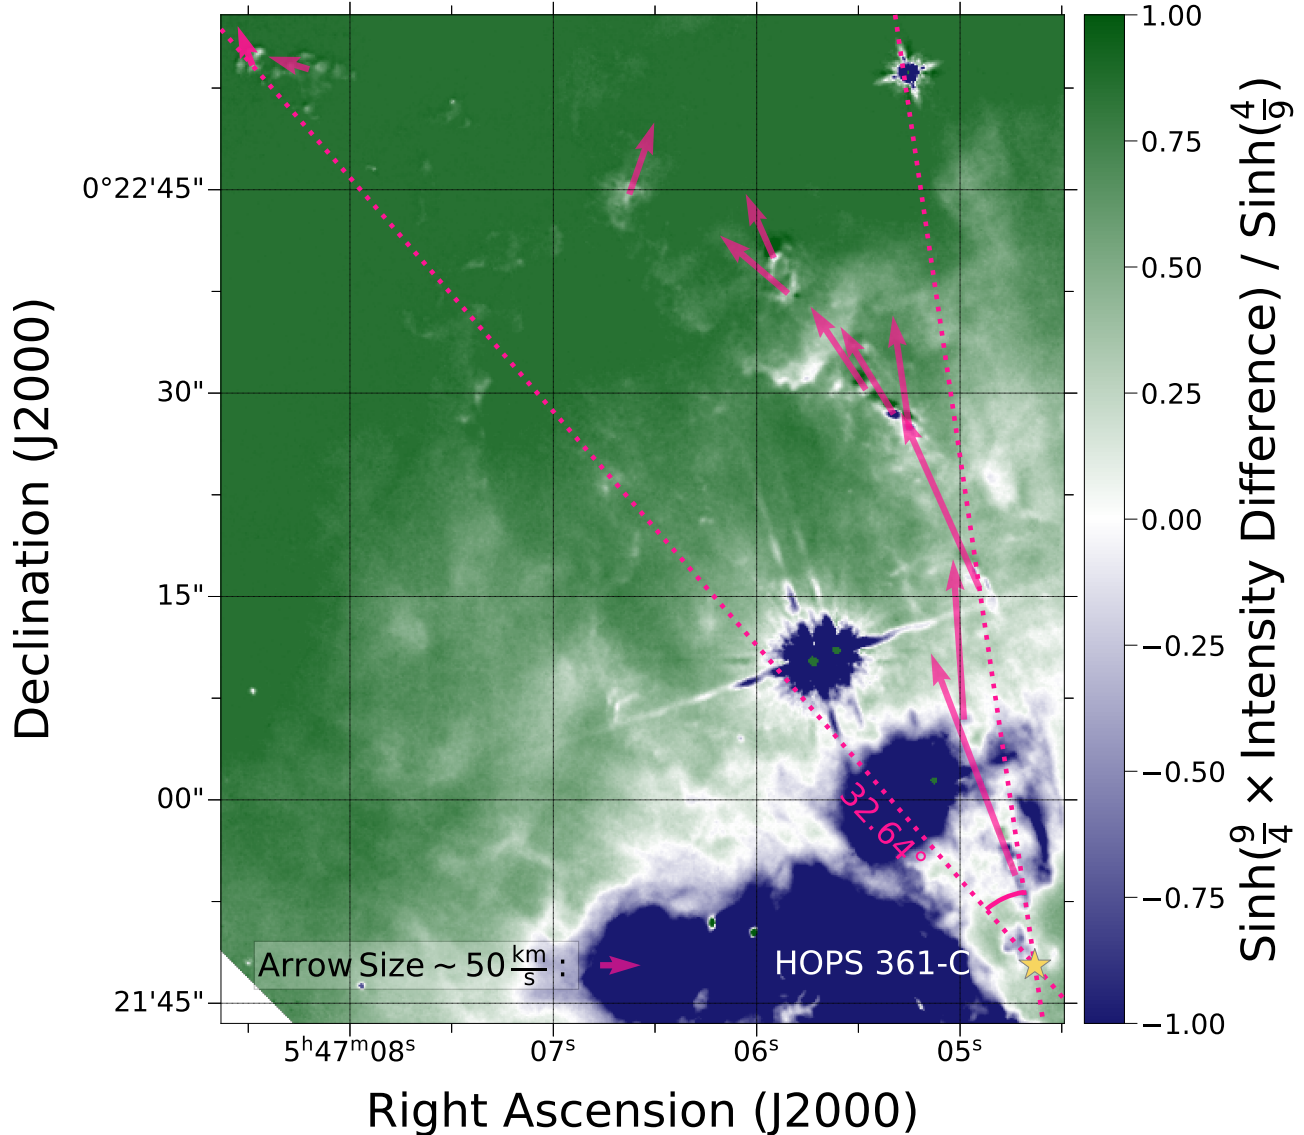 Declination (J2000)
0°22'45"
30"
15"
00"
21'45"
32.64°
HOPS 361-C
Arrow Size ~ 50 km/s :
5ʰ47ᵐ08ˢ
07ˢ
06ˢ
05ˢ
Right Ascension (J2000)
1.00
0.75
0.50
0.25
0.00
−0.25
−0.50
−0.75
−1.00
Sinh(9/4 × Intensity Difference) / Sinh(4/9)